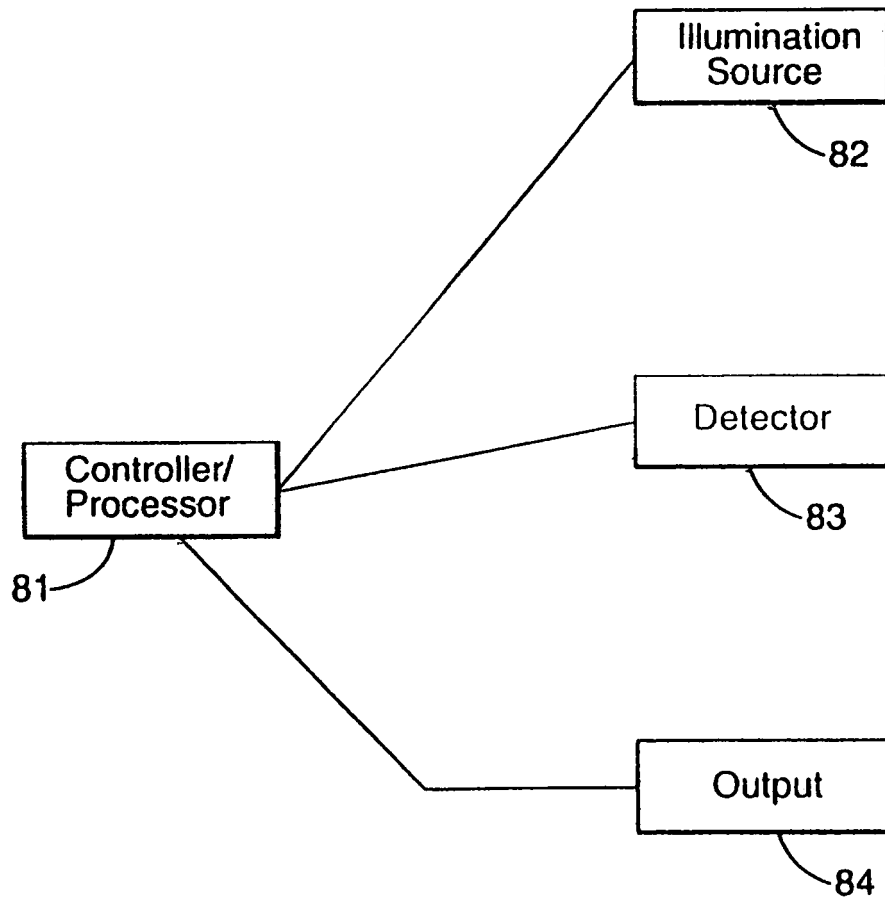 Illumination
Source
82
Detector
83
Controller/
Processor
81
Output
84